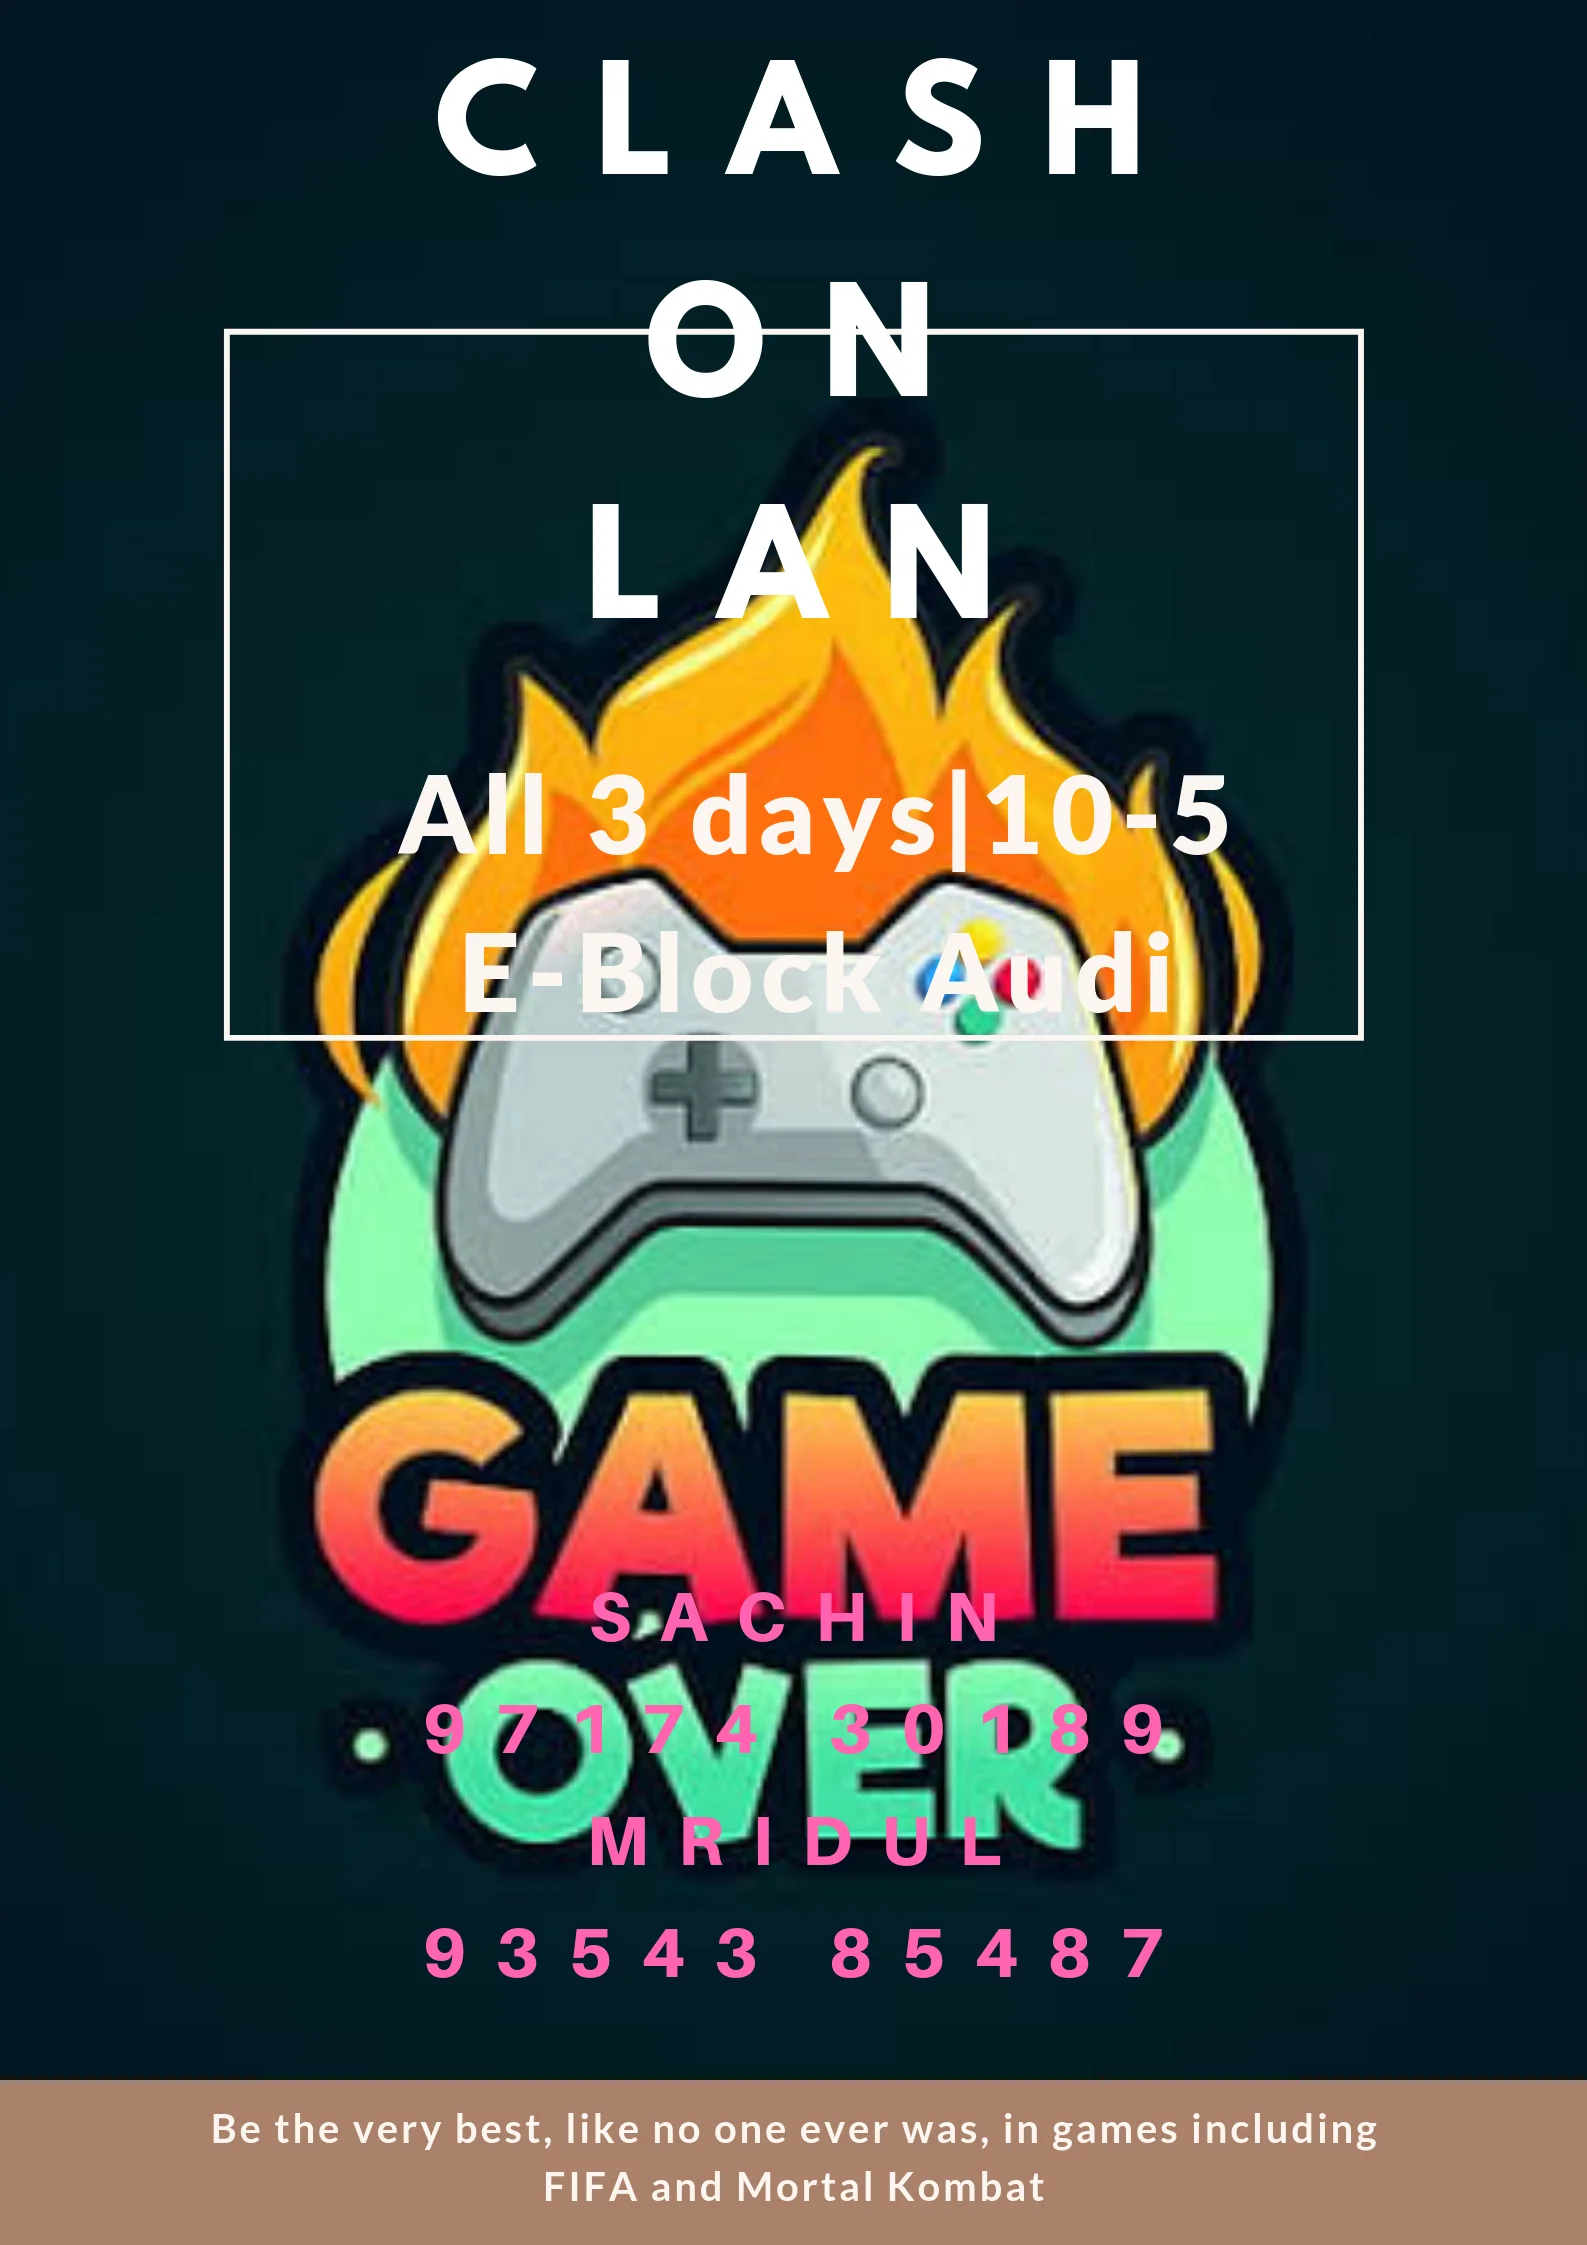 CLASH
ON
LAN
All 3 days|10-5
E-Block Audi
GAME
SACHIN
OVER
97174 30189
MRIDUL
93543 85487
Be the very best, like no one ever was, in games including
FIFA and Mortal Kombat